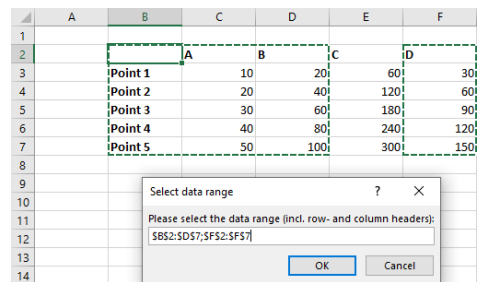 A B C D E F
1
2 A B C D
3 Point 1 10 20 60 30
4 Point 2 20 40 120 60
5 Point 3 30 60 180 90
6 Point 4 40 80 240 120
7 Point 5 50 100 300 150
8
9
Select data range ? ×
10
11 Please select the data range (incl. row- and column headers):
12 $B$2:$D$7;$F$2:$F$7
13
OK Cancel
14